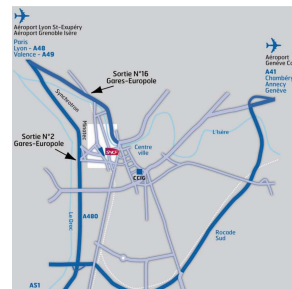 Aéroport Lyon St-Exupéry
Aéroport Grenoble Isère
Paris
Lyon - A48
Valence - A49
Sortie N°16
Gares-Europole
Aéroport
Genève Co
A41
Chambéry
Annecy
Genève
Synchrotron
Minatec
Sortie N°2
Gares-Europole
SNCF
Centre
ville
L'Isère
CCIG
Le Drac
A480
Rocade
Sud
A51